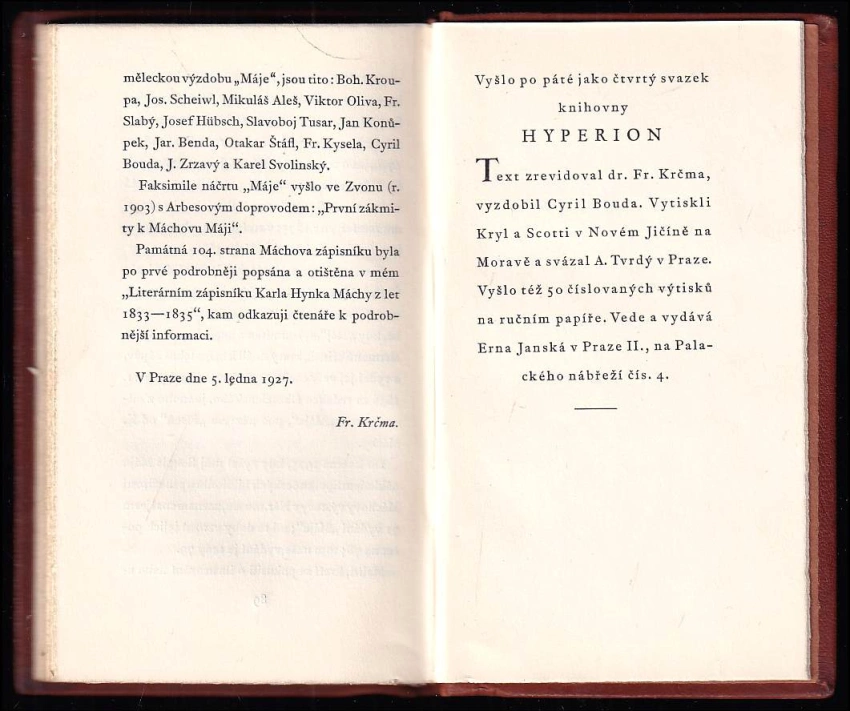 měleckou výzdobu „Máje“, jsou tito: Boh. Krou-
pa, Jos. Scheiwl, Mikuláš Aleš, Viktor Oliva, Fr.
Slabý, Josef Hübsch, Slavoboj Tusar, Jan Konů-
pek, Jar. Benda, Otakar Štáfl, Fr. Kysela, Cyril
Bouda, J. Zrzavý a Karel Svolinský.
Faksimile náčrtu „Máje“ vyšlo ve Zvonu (r.
1903) s Arbesovým doprovodem: „První zákmi-
ty k Máchovu Máji“.
Památná 104. strana Máchova zápisníku byla
po prvé podrobněji popsána a otištěna v mém
„Literárním zápisníku Karla Hynka Máchy z let
1833—1835“, kam odkazuji čtenáře k podrob-
nější informaci.
V Praze dne 5. lędna 1927.
Fr. Krčma.
Vyšlo po páté jako čtvrtý svazek
knihovny
HYPERION
Text zrevidoval dr. Fr. Krčma,
vyzdobil Cyril Bouda. Vytiskli
Kryl a Scotti v Novém Jičíně na
Moravě a svázal A. Tvrdý v Praze.
Vyšlo též 50 číslovaných výtisků
na ručním papíře. Vede a vydává
Erna Janská v Praze II., na Pala-
ckého nábřeží čís. 4.